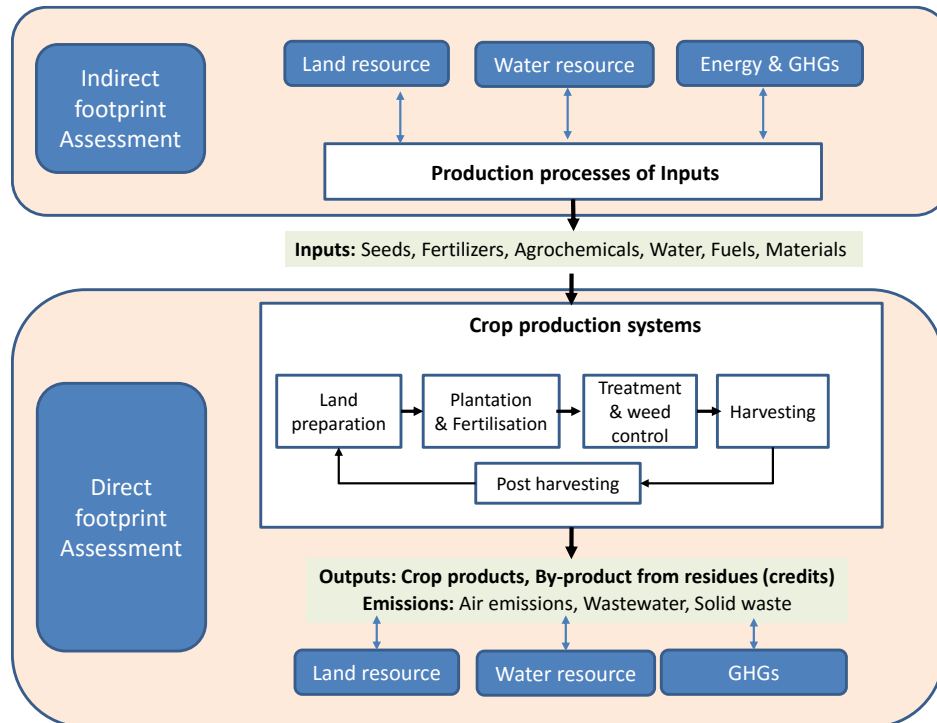 Indirect
footprint
Assessment
Land resource
Water resource
Energy & GHGs
Production processes of Inputs
Inputs: Seeds, Fertilizers, Agrochemicals, Water, Fuels, Materials
Direct
footprint
Assessment
Crop production systems
Land
preparation
Plantation
& Fertilisation
Treatment
& weed
control
Harvesting
Post harvesting
Outputs: Crop products, By-product from residues (credits)
Emissions: Air emissions, Wastewater, Solid waste
Land resource
Water resource
GHGs